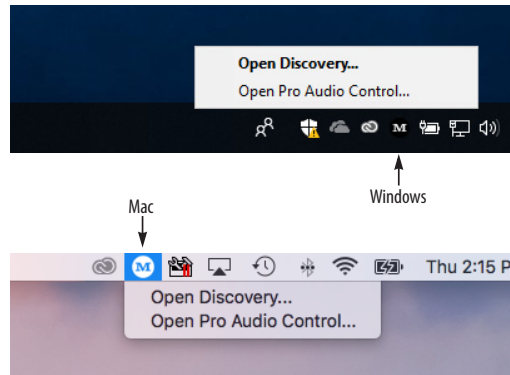 Open Discovery...
Open Pro Audio Control...
M
Windows
Mac
M
Thu 2:15 P
Open Discovery...
Open Pro Audio Control...